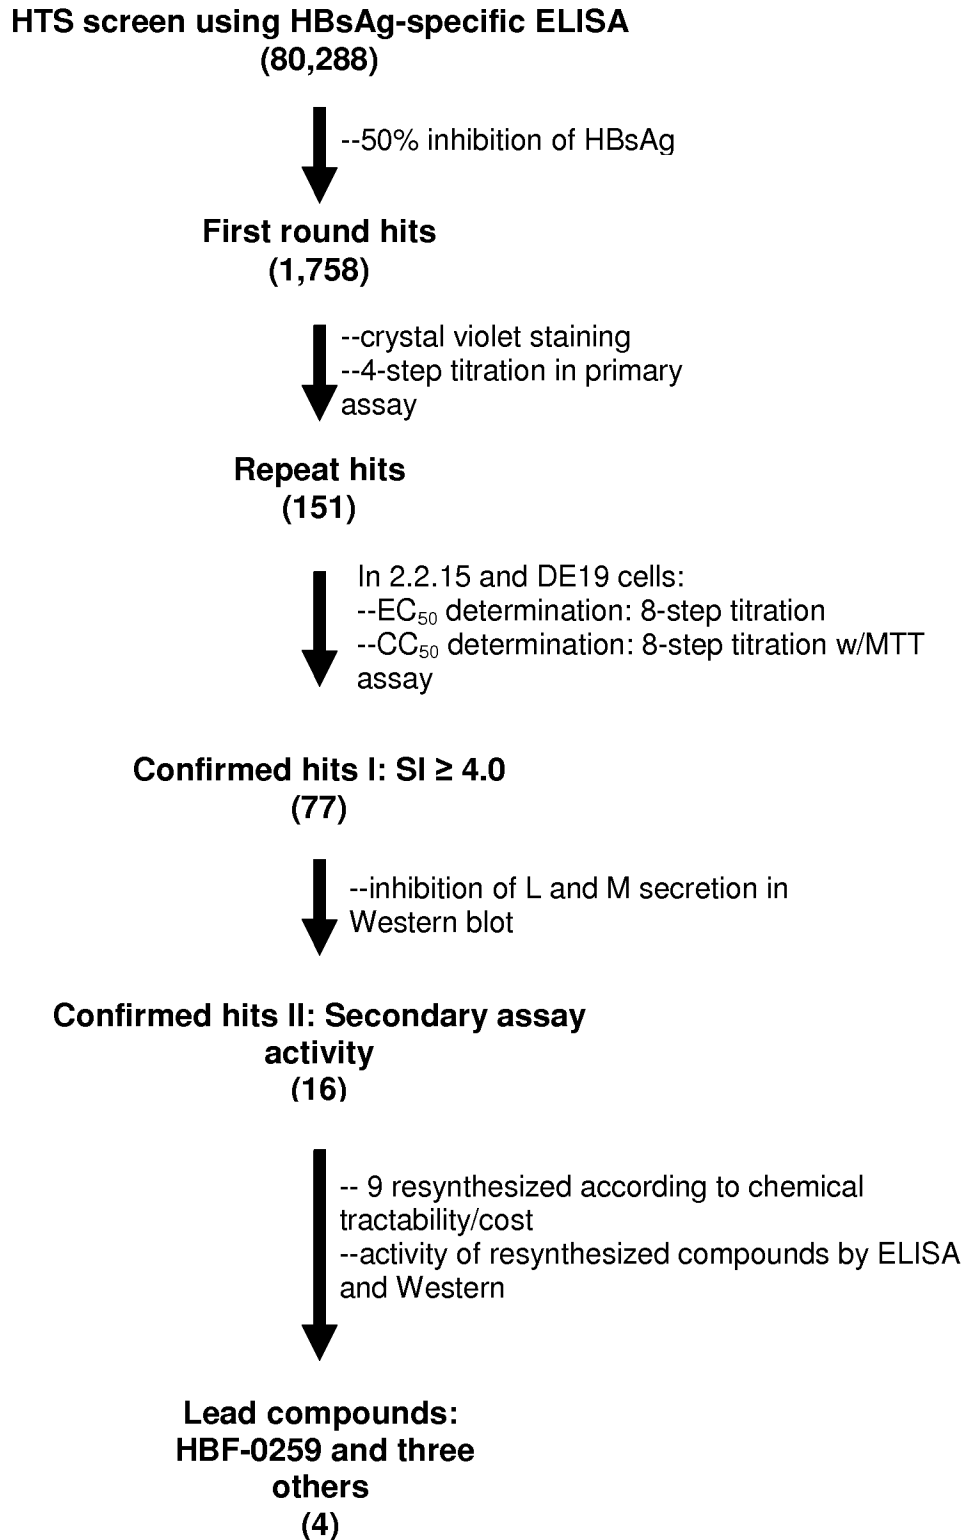 HTS screen using HBsAg-specific ELISA
(80,288)
--50% inhibition of HBsAg
First round hits
(1,758)
--crystal violet staining
--4-step titration in primary
assay
Repeat hits
(151)
In 2.2.15 and DE19 cells:
--EC₅₀ determination: 8-step titration
--CC₅₀ determination: 8-step titration w/MTT
assay
Confirmed hits I: SI ≥ 4.0
(77)
--inhibition of L and M secretion in
Western blot
Confirmed hits II: Secondary assay
activity
(16)
-- 9 resynthesized according to chemical
tractability/cost
--activity of resynthesized compounds by ELISA
and Western
Lead compounds:
HBF-0259 and three
others
(4)